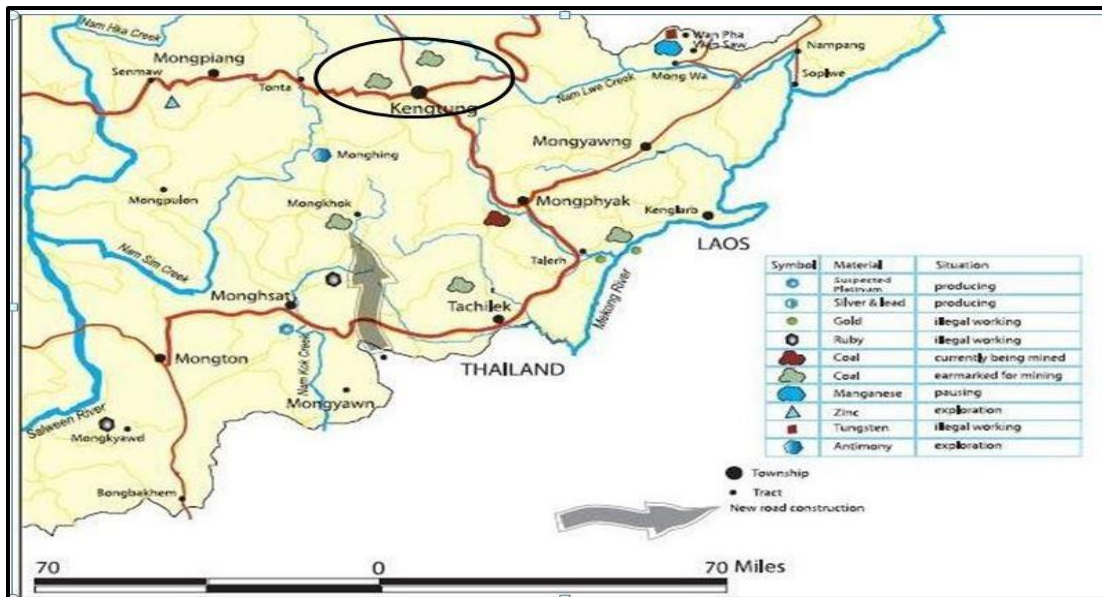 Nam Hka Creek
Mongpiang
Senmaw
Tonta
Kengtung
Wan Pha
Wan Saw
Mong Wa
Nampang
Soplwe
Nam Lwe Creek
Monghing
Mongyawng
Mongpulon
Mongkhok
Mongphyak
Kenglarb
LAOS
Nam Sim Creek
Talerh
Monghsat
Tachilek
Mekong River
Mongton
Nam Kok Creek
THAILAND
Mongyawn
Salween River
Mongkyawd
Bongbakhem
Symbol Material Situation
Suspected Platinium producing
Silver & lead producing
Gold illegal working
Ruby illegal working
Coal currently being mined
Coal earmarked for mining
Manganese pausing
Zinc exploration
Tungsten illegal working
Antimony exploration
Township
Tract
New road construction
70 0 70 Miles